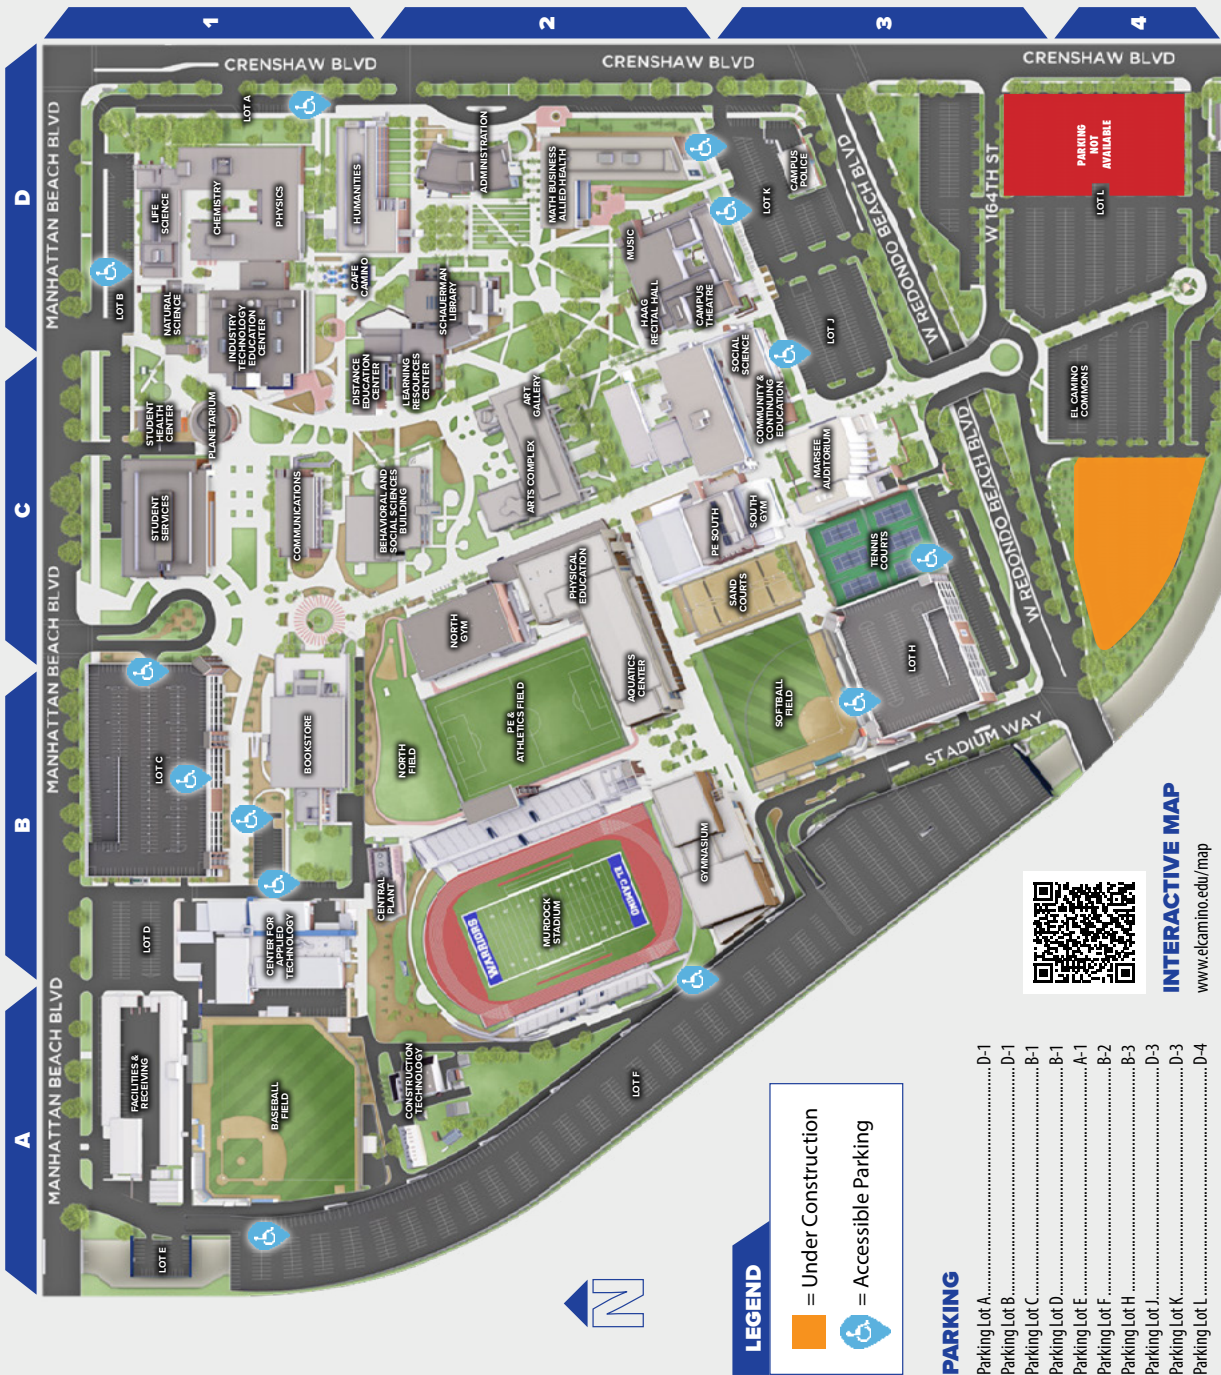 1
2
3
4
D
C
B
A
CRENSHAW BLVD
CRENSHAW BLVD
CRENSHAW BLVD
MANHATTAN BEACH BLVD
MANHATTAN BEACH BLVD
MANHATTAN BEACH BLVD
MANHATTAN BEACH BLVD
LOT A
LOT B
LIFE
SCIENCE
CHEMISTRY
PHYSICS
HUMANITIES
ADMINISTRATION
MATH BUSINESS
ALLIED HEALTH
CAMPUS
POLICE
LOT K
W REDONDO BEACH BLVD
W 164TH ST
PARKING
NOT
AVAILABLE
LOT L
NATURAL
SCIENCE
INDUSTRY
TECHNOLOGY
EDUCATION
CENTER
CAFE
CAMINO
SCHAUERMAN
LIBRARY
MUSIC
HAAG
RECITAL HALL
CAMPUS
THEATRE
LOT J
STUDENT
HEALTH
CENTER
PLANETARIUM
DISTANCE
EDUCATION
CENTER
LEARNING
RESOURCES
CENTER
ART
GALLERY
SOCIAL
SCIENCE
COMMUNITY &
CONTINUING
EDUCATION
EL CAMINO
COMMONS
STUDENT
SERVICES
COMMUNICATIONS
BEHAVIORAL AND
SOCIAL SCIENCES
BUILDING
ARTS COMPLEX
MARSEE
AUDITORIUM
W REDONDO BEACH BLVD
PE SOUTH
SOUTH
GYM
TENNIS
COURTS
SAND
COURTS
PHYSICAL
EDUCATION
NORTH
GYM
AQUATICS
CENTER
LOT H
LOT C
BOOKSTORE
NORTH
FIELD
PE &
ATHLETICS FIELD
SOFTBALL
FIELD
STADIUM WAY
LOT D
CENTER FOR
APPLIED
TECHNOLOGY
CENTRAL
PLANT
MURDOCK
STADIUM
WARRIORS
EL CAMINO
GYMNASIUM
FACILITIES &
RECEIVING
BASEBALL
FIELD
CONSTRUCTION
TECHNOLOGY
LOT F
LOT E
N
INTERACTIVE MAP
www.elcamino.edu/map
LEGEND
= Under Construction
= Accessible Parking
PARKING
Parking Lot A..........D-1
Parking Lot B..........D-1
Parking Lot C..........B-1
Parking Lot D..........B-1
Parking Lot E..........A-1
Parking Lot F..........B-2
Parking Lot H..........B-3
Parking Lot J..........D-3
Parking Lot K..........D-3
Parking Lot L..........D-4